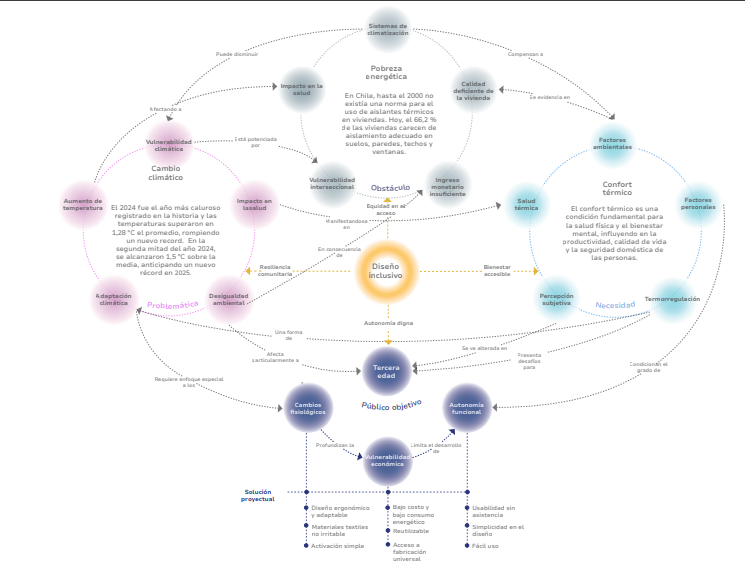 Sistemas de
climatización
Puede disminuir
Compensan a
Pobreza
energética
Impacto en la
salud
Calidad
deficiente de
la vivienda
Se evidencia en
Afectando a
En Chile, hasta el 2000 no
existía una norma para el
uso de aislantes térmicos
en viviendas. Hoy, el 66,2 %
de las viviendas carecen de
aislamiento adecuado en
suelos, paredes, techos y
ventanas.
Vulnerabilidad
climática
Está potenciada
por
Factores
ambientales
Cambio
climático
Vulnerabilidad
interseccional
Obstáculo
Ingreso
monetario
insuficiente
Confort
térmico
Aumento de
temperatura
Impacto en
lasalud
Equidad en el
acceso
Salud
térmica
Factores
personales
El 2024 fue el año más caluroso
registrado en la historia y las
temperaturas superaron en
1,28 °C el promedio, rompiendo
un nuevo record. En la
segunda mitad del año 2024,
se alcanzaron 1,5 °C sobre la
media, anticipando un nuevo
récord en 2025.
Manifestandose
en
El confort térmico es una
condición fundamental para
la salud física y el bienestar
mental, influyendo en la
productividad, calidad de vida
y la seguridad doméstica de
las personas.
En consecuencia
de
Resiliencia
comunitaria
Diseño
inclusivo
Bienestar
accesible
Adaptación
climática
Problemática
Desigualdad
ambiental
Percepción
subjetiva
Necesidad
Termorregulación
Autonomía digna
Una forma
de
Afecta
particularmente a
Se ve alterada en
Presenta
desafíos
para
Condicionan el
grado de
Requiere enfoque especial
a los
Tercera
edad
Cambios
fisiológicos
Público objetivo
Autonomía
funcional
Profundizan la
Limita el desarrollo
de
Vulnerabilidad
económica
Solución
proyectual
Diseño ergonómico
y adaptable
Materiales textiles
no irritable
Activación simple
Bajo costo y
bajo consumo
energético
Reutilizable
Acceso a
fabricación
universal
Usabilidad sin
asistencia
Simplicidad en el
diseño
Fácil uso